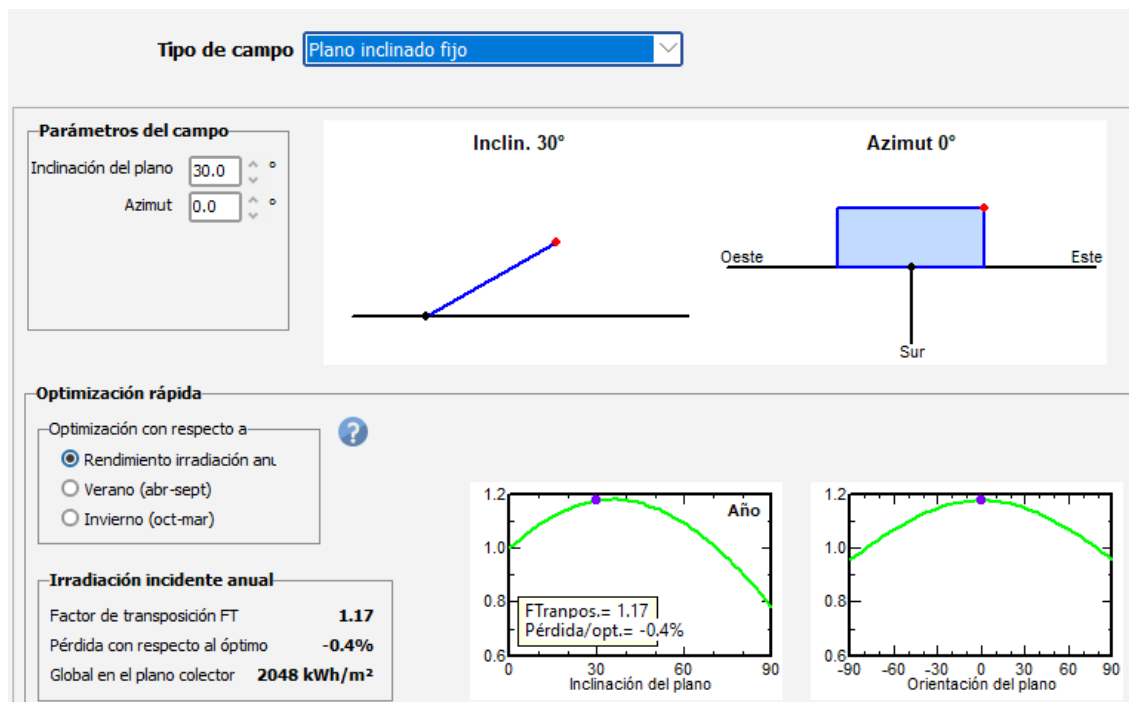 Tipo de campo Plano inclinado fijo
Parámetros del campo
Inclinación del plano 30.0 °
Azimut 0.0 °
Inclin. 30°
Azimut 0°
Oeste
Este
Sur
Optimización rápida
Optimización con respecto a
Rendimiento irradiación anu
Verano (abr-sept)
Invierno (oct-mar)
?
Irradiación incidente anual
Factor de transposición FT 1.17
Pérdida con respecto al óptimo -0.4%
Global en el plano colector 2048 kWh/m²
1.2
1.0
0.8
0.6
Año
FTranpos.= 1.17
Pérdida/opt.= -0.4%
0 30 60 90
Inclinación del plano
1.2
1.0
0.8
0.6
-90 -60 -30 0 30 60 90
Orientación del plano